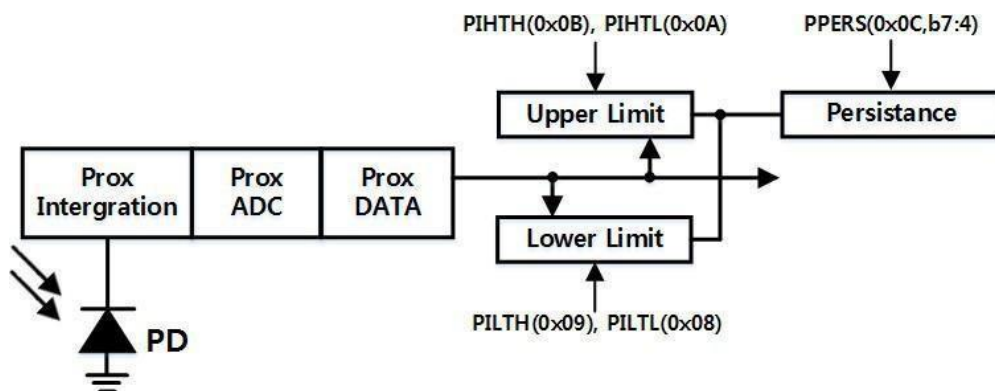 PIHTH(0x0B), PIHTL(0x0A)
PPERS(0x0C,b7:4)
Upper Limit
Persistance
Prox
Intergration
Prox
ADC
Prox
DATA
Lower Limit
PD
PILTH(0x09), PILTL(0x08)